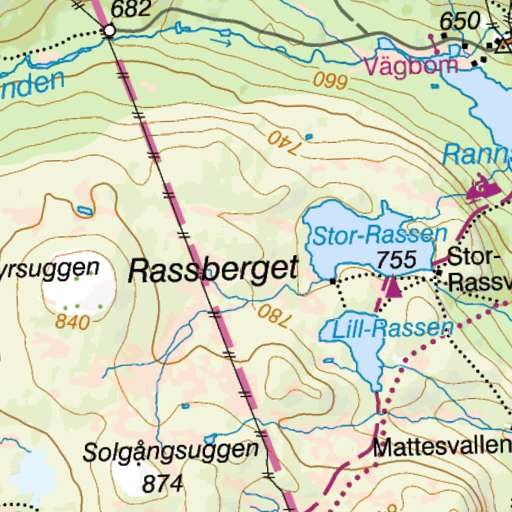 682
650
Vägbom
nden
660
740
Rann
Stor-Rassen
755
Stor-
Rassv
yrsuggen
Rassberget
840
780
Lill-Rassen
Solgångsuggen
874
Mattesvallen